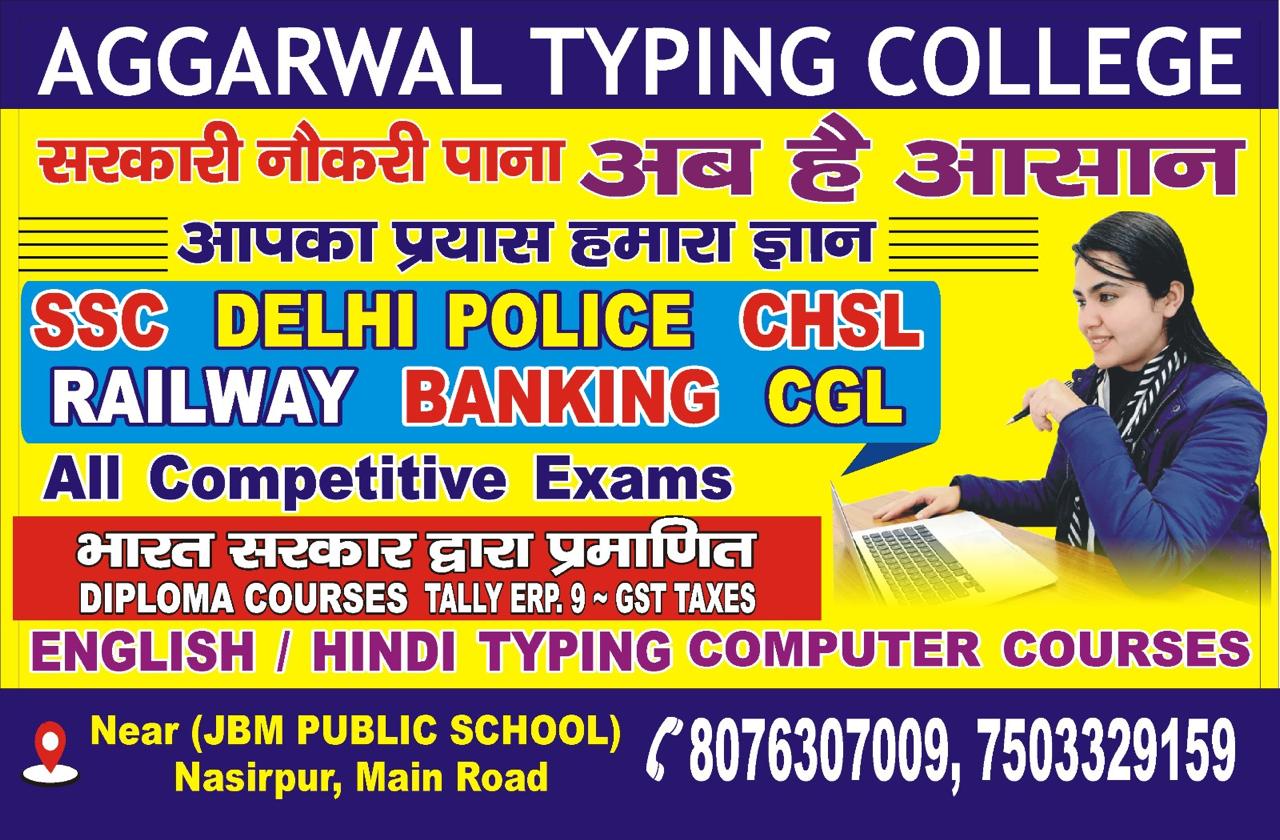 AGGARWAL TYPING COLLEGE
सरकारी नौकरी पाना अब है आसान
आपका प्रयास हमारा ज्ञान
SSC DELHI POLICE CHSL
RAILWAY BANKING CGL
All Competitive Exams
भारत सरकार द्वारा प्रमाणित
DIPLOMA COURSES TALLY ERP. 9 ~ GST TAXES
ENGLISH / HINDI TYPING COMPUTER COURSES
Near (JBM PUBLIC SCHOOL)
Nasirpur, Main Road
8076307009, 7503329159